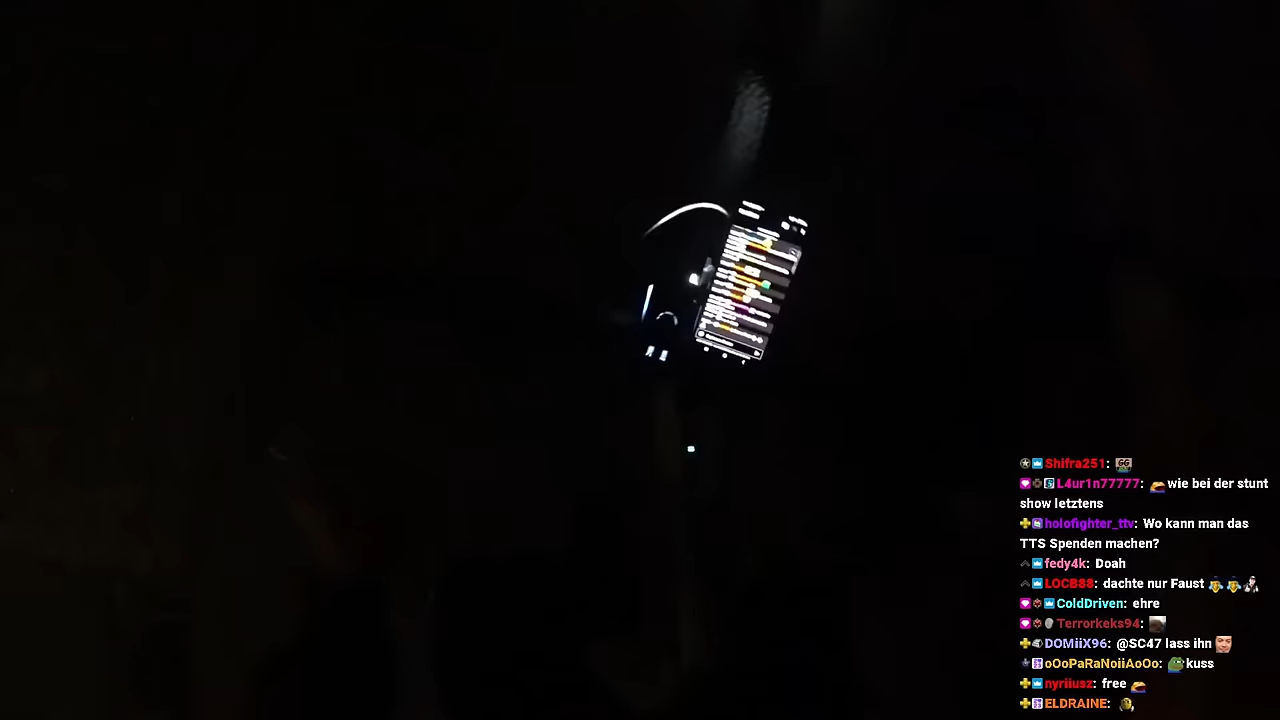 Shifra251:
L4ur1n77777: wie bei der stunt
show letztens
holofighter_ttv: Wo kann man das
TTS Spenden machen?
fedy4k: Doah
LOCB88: dachte nur Faust
ColdDriven: ehre
Terrorkeks94:
DOMiiX96: @SC47 lass ihn
oOoPaRaNoiiAoOo: kuss
nyriiusz: free
ELDRAINE: